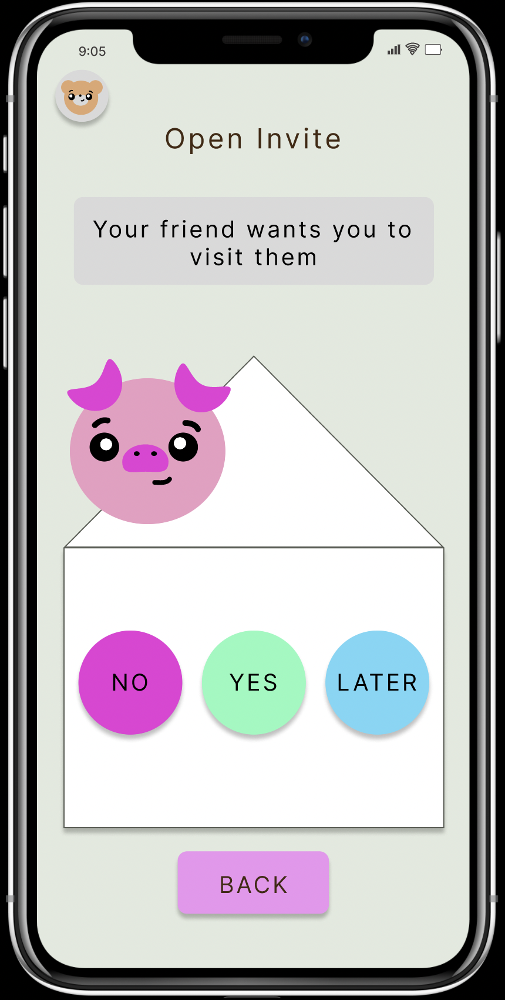 9:05
Open Invite
Your friend wants you to
visit them
NO
YES
LATER
BACK